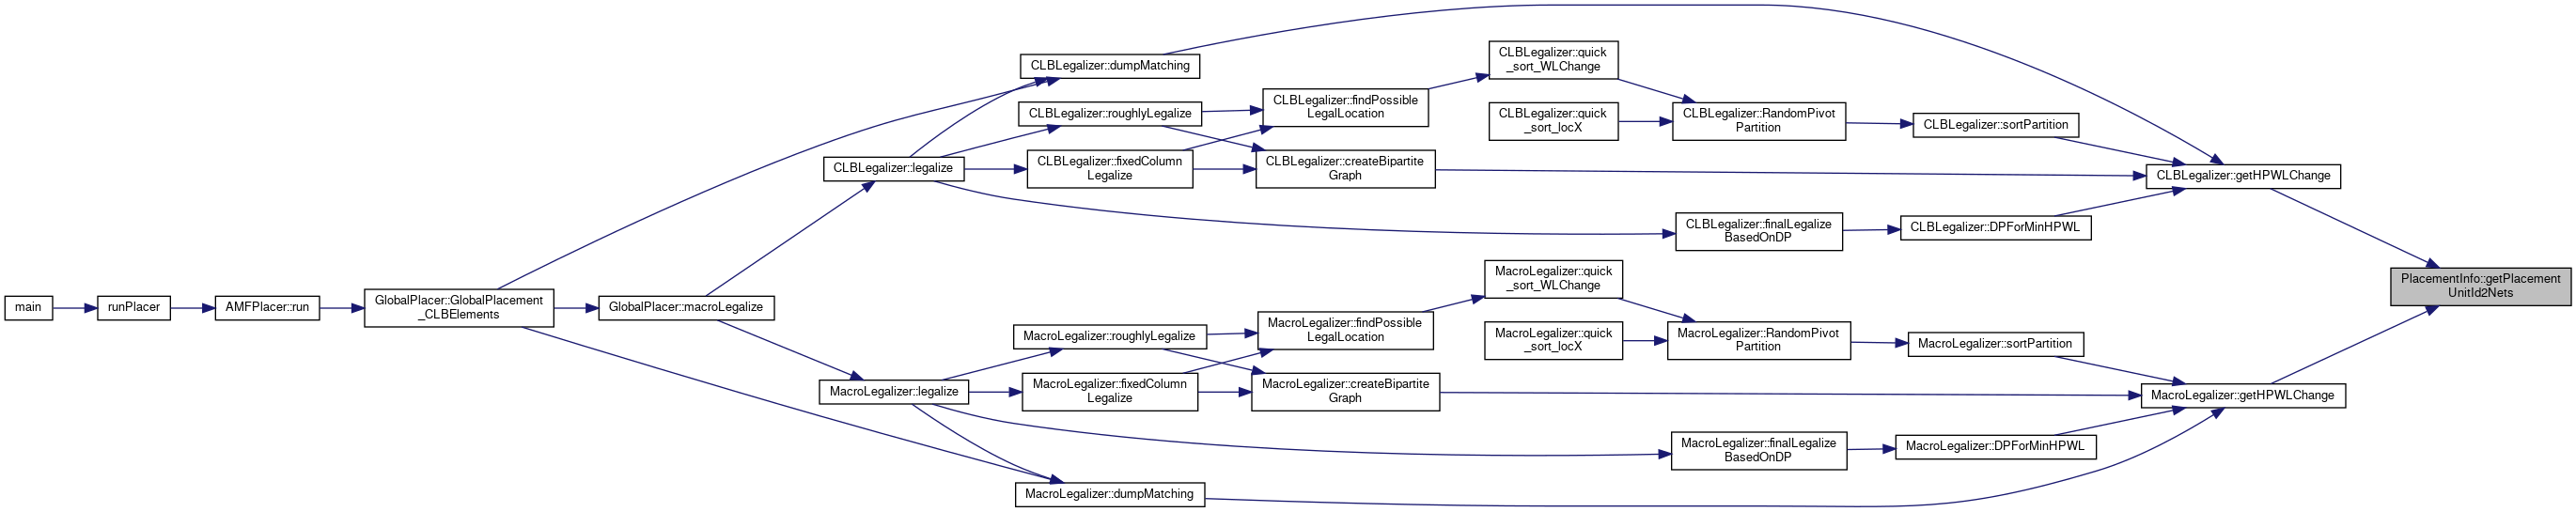 main
runPlacer
AMFPlacer::run
GlobalPlacer::GlobalPlacement
_CLBElements
GlobalPlacer::macroLegalize
CLBLegalizer::legalize
MacroLegalizer::legalize
CLBLegalizer::dumpMatching
CLBLegalizer::roughlyLegalize
CLBLegalizer::fixedColumn
Legalize
MacroLegalizer::roughlyLegalize
MacroLegalizer::fixedColumn
Legalize
MacroLegalizer::dumpMatching
CLBLegalizer::findPossible
LegalLocation
CLBLegalizer::createBipartite
Graph
MacroLegalizer::findPossible
LegalLocation
MacroLegalizer::createBipartite
Graph
CLBLegalizer::quick
_sort_WLChange
CLBLegalizer::quick
_sort_locX
MacroLegalizer::quick
_sort_WLChange
MacroLegalizer::quick
_sort_locX
CLBLegalizer::RandomPivot
Partition
CLBLegalizer::finalLegalize
BasedOnDP
MacroLegalizer::RandomPivot
Partition
MacroLegalizer::finalLegalize
BasedOnDP
CLBLegalizer::sortPartition
CLBLegalizer::DPForMinHPWL
MacroLegalizer::sortPartition
MacroLegalizer::DPForMinHPWL
CLBLegalizer::getHPWLChange
MacroLegalizer::getHPWLChange
PlacementInfo::getPlacement
UnitId2Nets